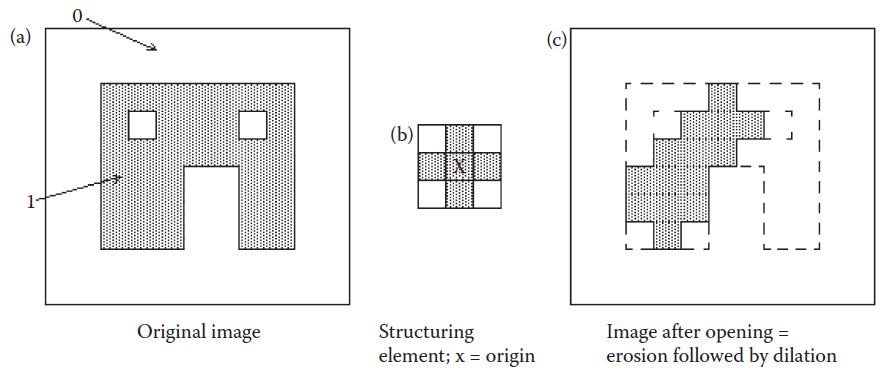 0
(a)
(c)
(b)
X
1
Original image
Structuring
element; x = origin
Image after opening =
erosion followed by dilation